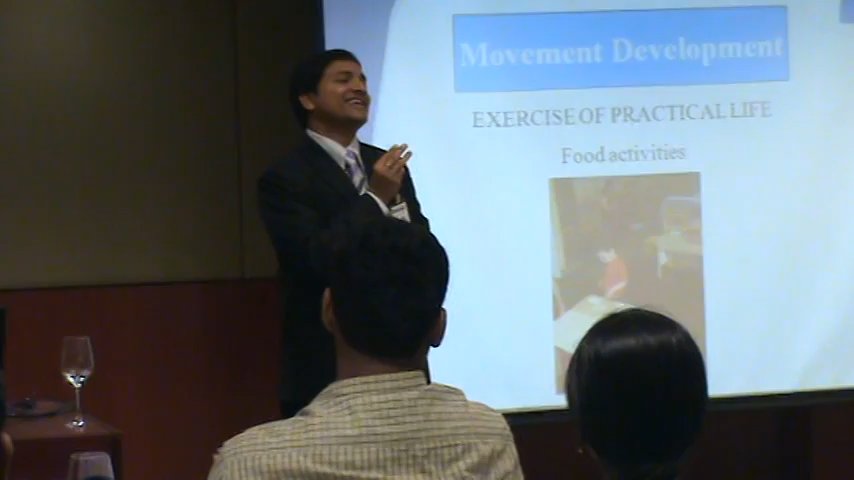 Movement Development
EXERCISE OF PRACTICAL LIFE
Food activities